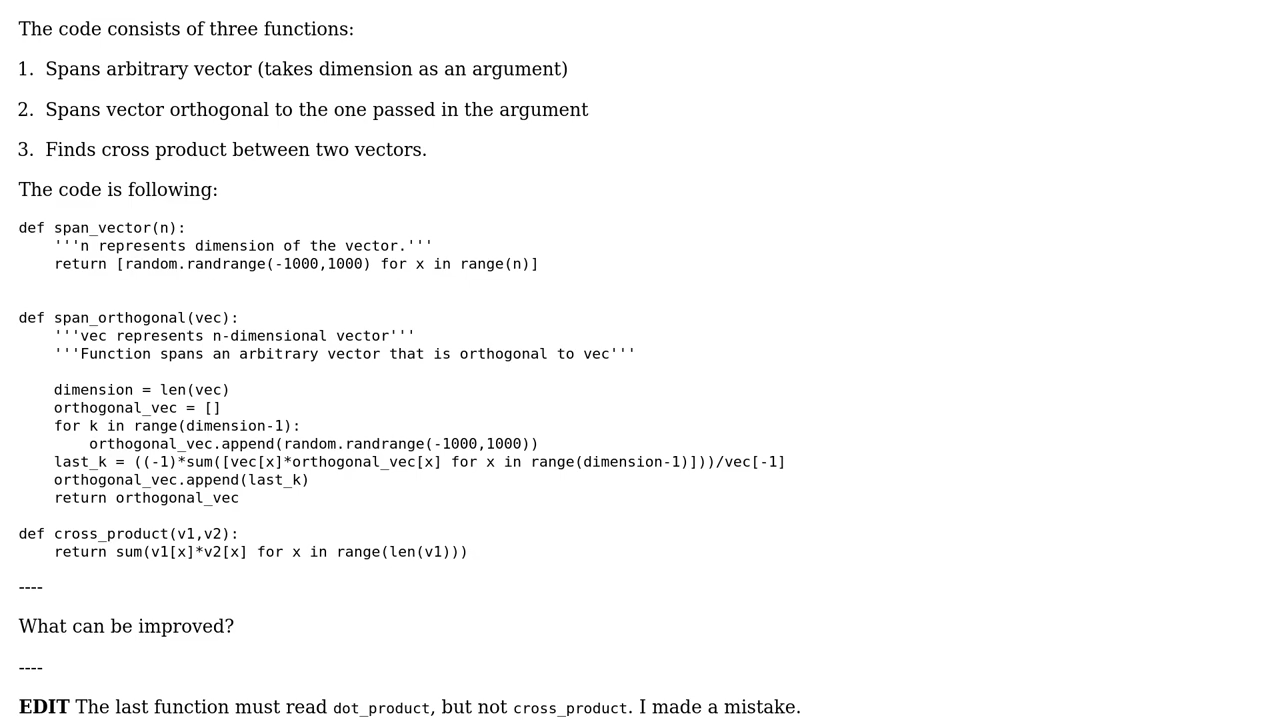 The code consists of three functions:
1. Spans arbitrary vector (takes dimension as an argument)
2. Spans vector orthogonal to the one passed in the argument
3. Finds cross product between two vectors.
The code is following:
def span_vector(n):
    '''n represents dimension of the vector.'''
    return [random.randrange(-1000,1000) for x in range(n)]
def span_orthogonal(vec):
    '''vec represents n-dimensional vector'''
    '''Function spans an arbitrary vector that is orthogonal to vec'''
    dimension = len(vec)
    orthogonal_vec = []
    for k in range(dimension-1):
        orthogonal_vec.append(random.randrange(-1000,1000))
    last_k = ((-1)*sum([vec[x]*orthogonal_vec[x] for x in range(dimension-1)]))/vec[-1]
    orthogonal_vec.append(last_k)
    return orthogonal_vec
def cross_product(v1,v2):
    return sum(v1[x]*v2[x] for x in range(len(v1)))
----
What can be improved?
----
EDIT The last function must read dot_product, but not cross_product. I made a mistake.